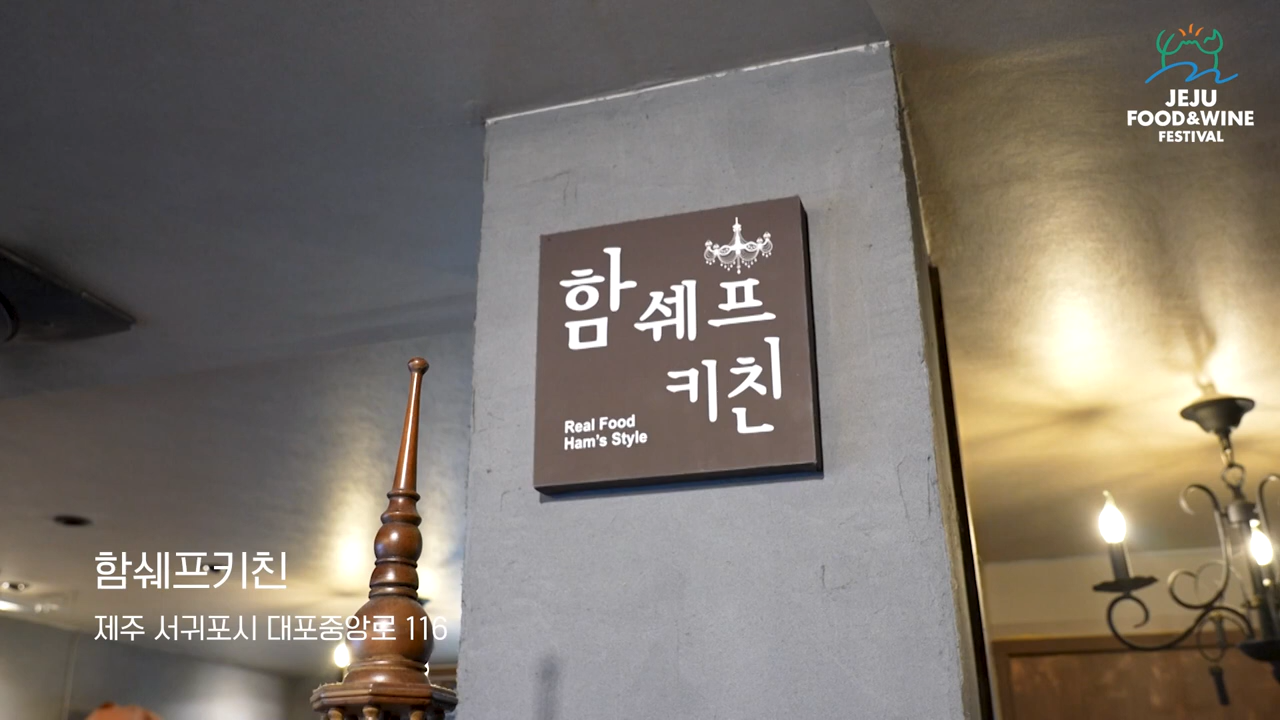 JEJU
FOOD&WINE
FESTIVAL
함쉐프
키친
Real Food
Ham's Style
함쉐프키친
제주 서귀포시 대포중앙로 116